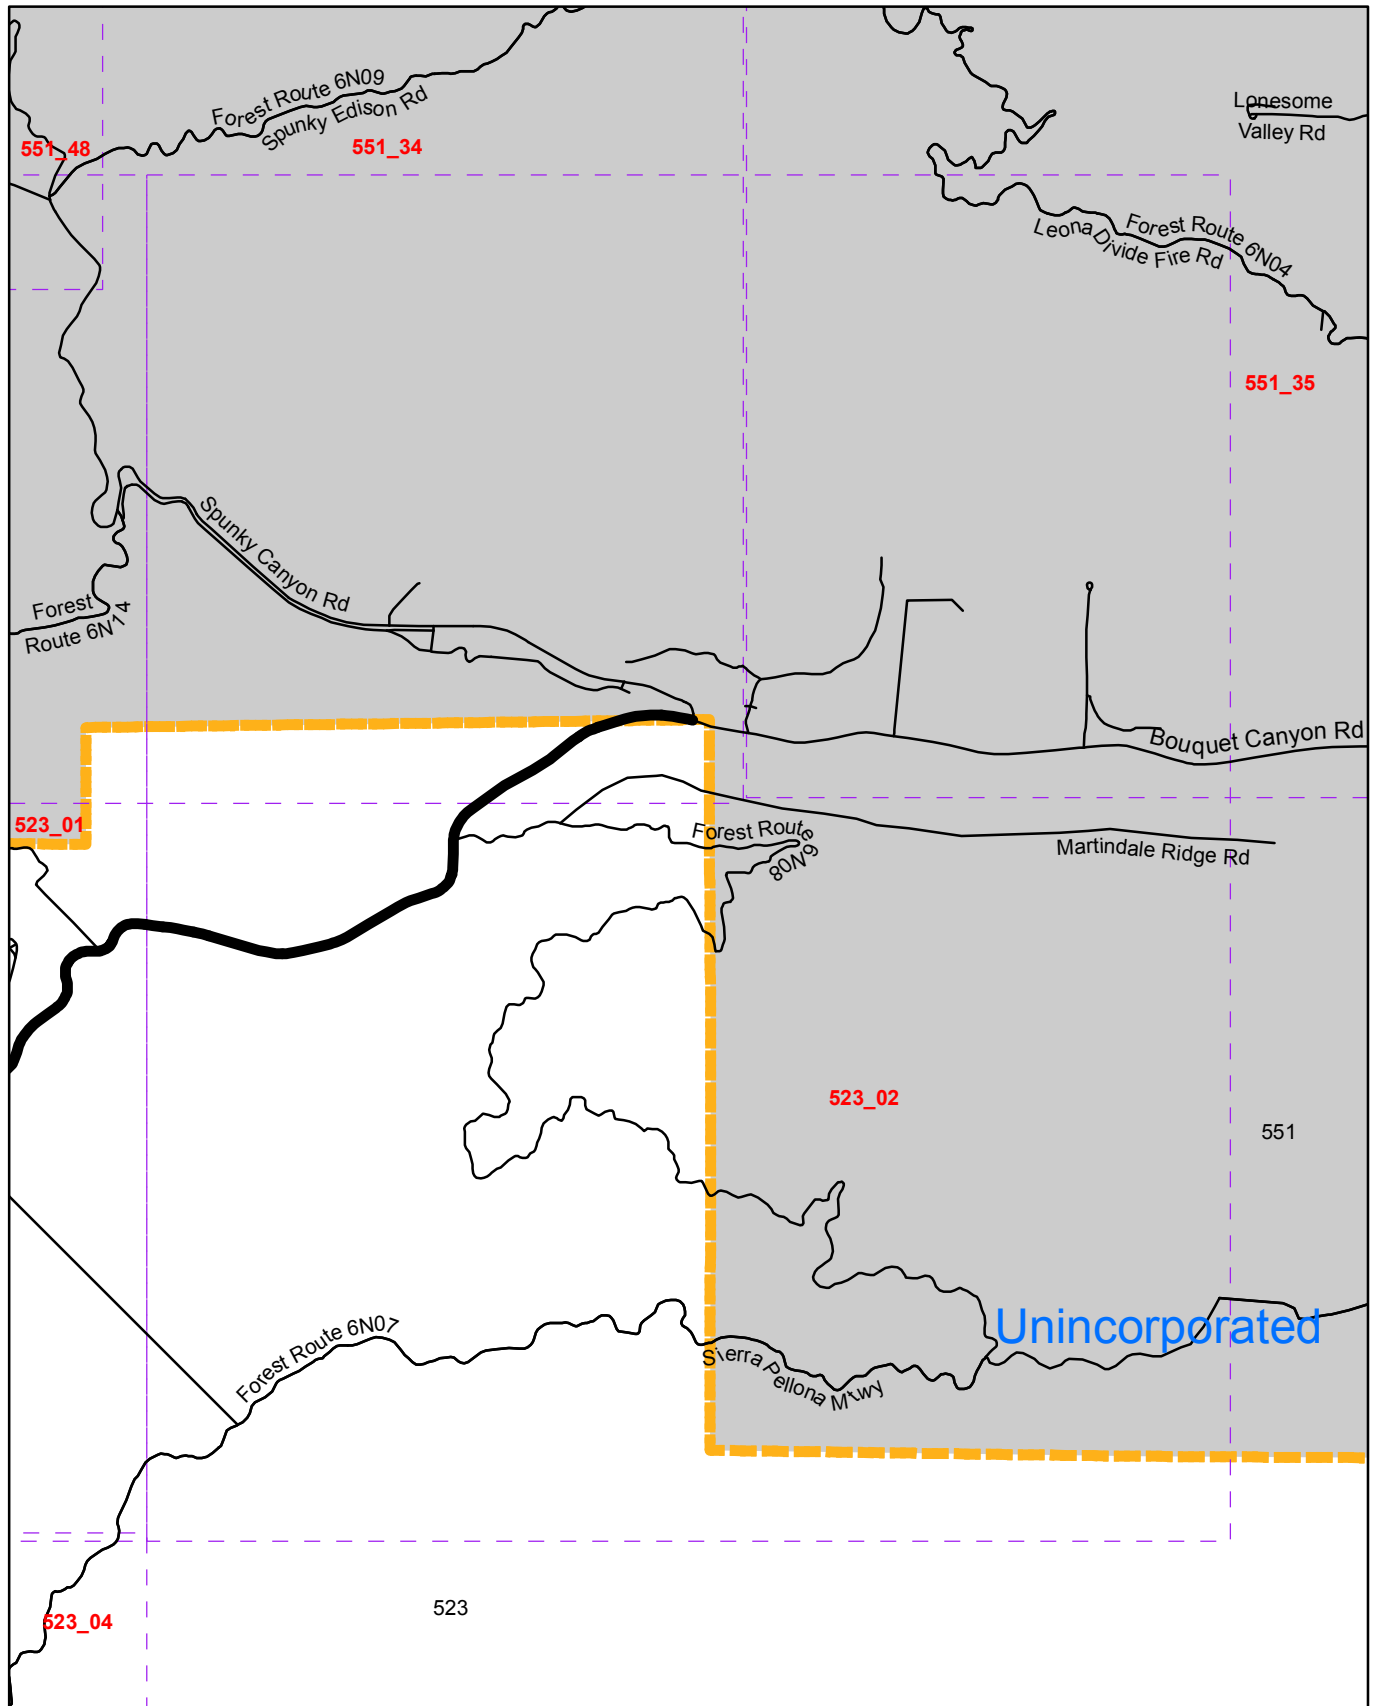 Forest Route 6N09
Spunky Edison Rd
Lonesome
Valley Rd
551_48
551_34
Forest Route 6N04
Leona Divide Fire Rd
551_35
Spunky Canyon Rd
Forest
Route 6N14
Bouquet Canyon Rd
523_01
Forest Route
6N08
Martindale Ridge Rd
523_02
551
Unincorporated
Forest Route 6N07
Sierra Pellona Mtwy
523
523_04